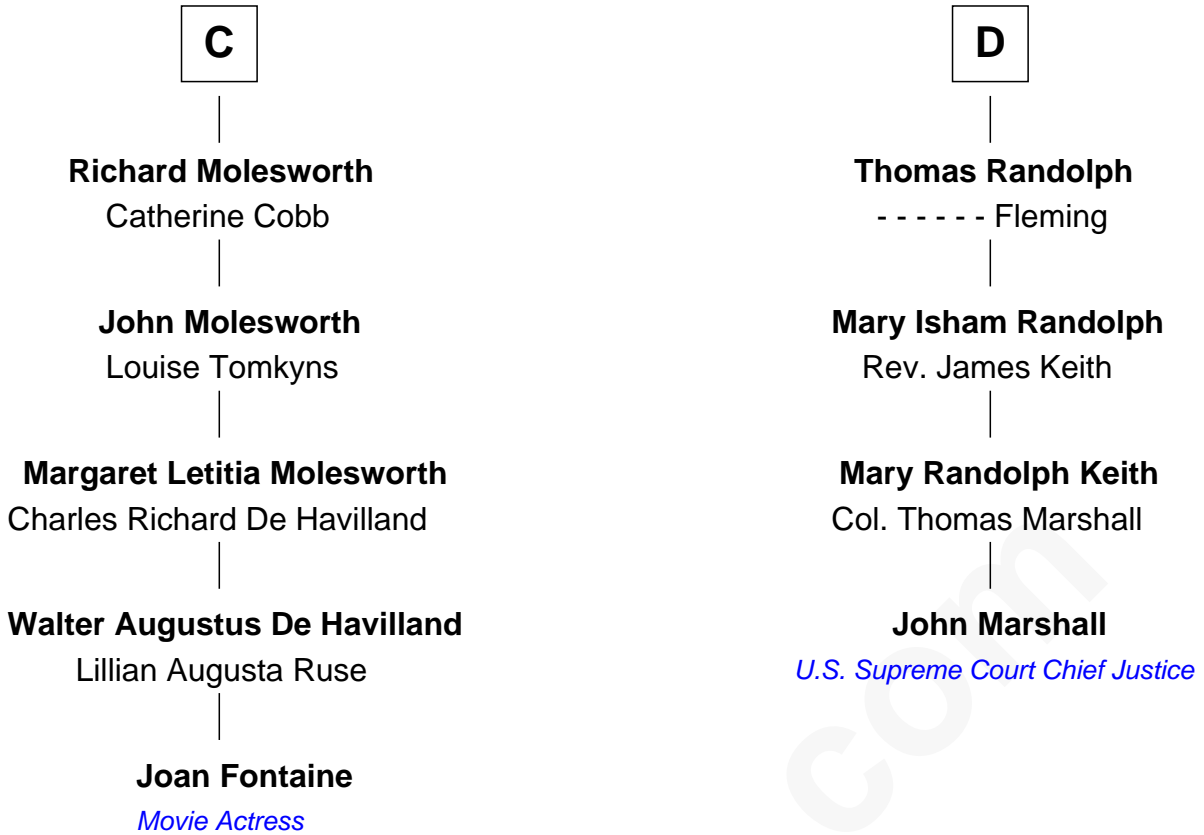 C
Richard Molesworth
Catherine Cobb
John Molesworth
Louise Tomkyns
Margaret Letitia Molesworth
Charles Richard De Havilland
Walter Augustus De Havilland
Lillian Augusta Ruse
Joan Fontaine
Movie Actress
D
Thomas Randolph
- - - - - - Fleming
Mary Isham Randolph
Rev. James Keith
Mary Randolph Keith
Col. Thomas Marshall
John Marshall
U.S. Supreme Court Chief Justice
com